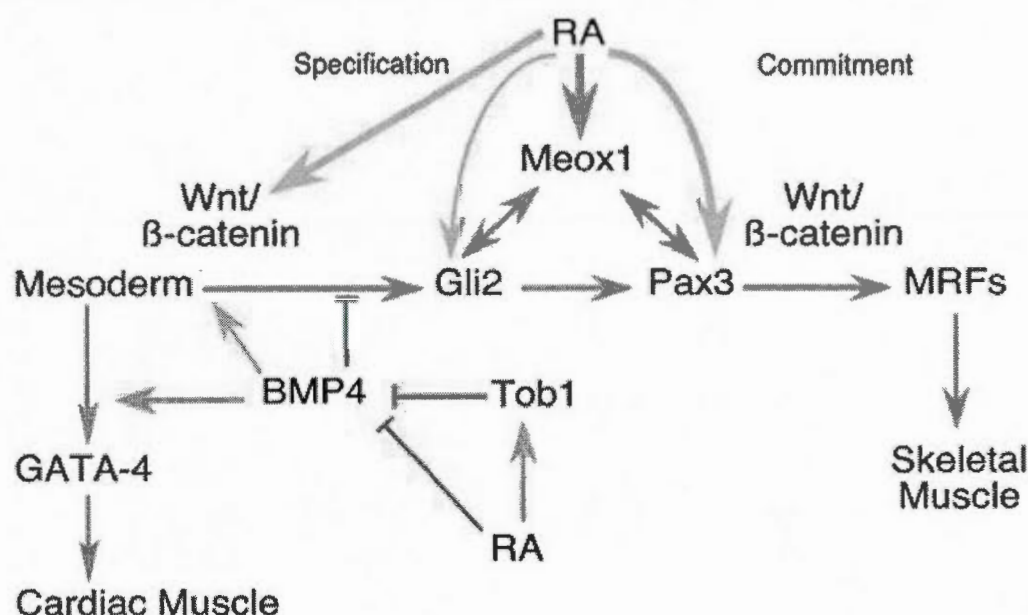 RA
Specification
Commitment
Meox1
Wnt/
ß-catenin
Wnt/
ß-catenin
Mesoderm
Gli2
Pax3
MRFs
BMP4
Tob1
GATA-4
Skeletal
Muscle
RA
Cardiac Muscle